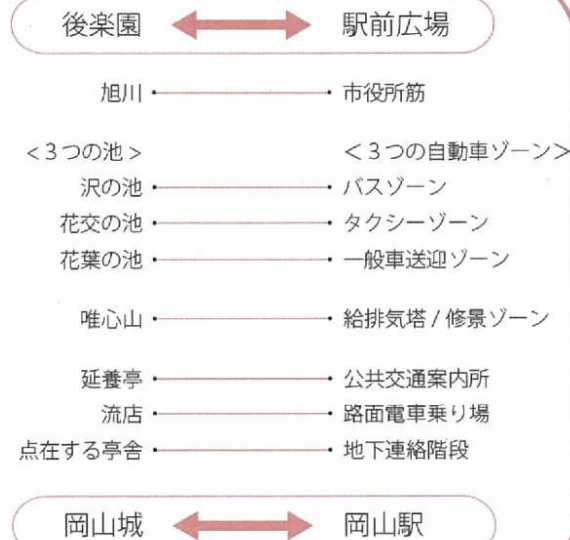 後楽園 駅前広場
旭川 市役所筋
<3つの池> <3つの自動車ゾーン>
沢の池 バスゾーン
花交の池 タクシーゾーン
花葉の池 一般車送迎ゾーン
唯心山 給排気塔/修景ゾーン
延養亭 公共交通案内所
流店 路面電車乗り場
点在する亭舎 地下連絡階段
岡山城 岡山駅